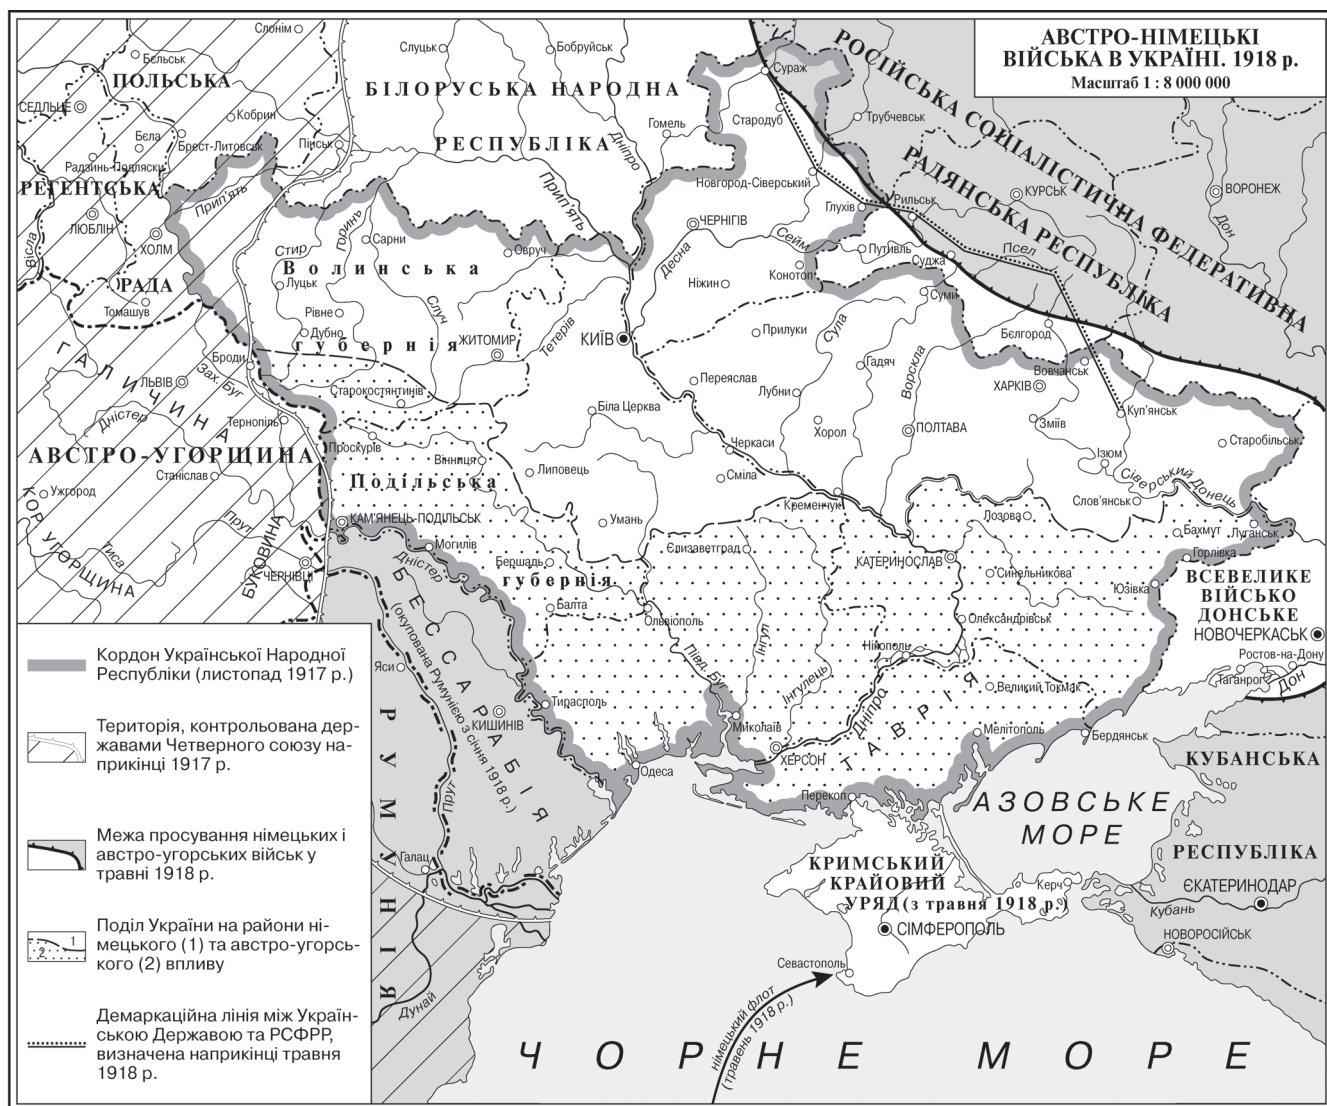 АВСТРО-НІМЕЦЬКІ
ВІЙСЬКА В УКРАЇНІ. 1918 р.
Масштаб 1 : 8 000 000
РОСІЙСЬКА СОЦІАЛІСТИЧНА ФЕДЕРАТИВНА
РАДЯНСЬКА РЕСПУБЛІКА
БІЛОРУСЬКА НАРОДНА
РЕСПУБЛІКА
ПОЛЬСЬКА
РЕГЕНТСЬКА
РАДА
Слонім
Бєльськ
СЕДЛЬЦЕ
Кобрин
Бєла
Брест-Литовськ
Радзинь-Подляски
Пінськ
Слуцьк
Бобруйськ
Гомель
Дніпро
Прип'ять
Прип'ять
Сураж
Стародуб
Трубчевськ
Новгород-Сіверський
КУРСЬК
ВОРОНЕЖ
Дон
Глухів
Рильськ
Путивль
Суджа
Псел
Сейм
Конотоп
Суми
Бєлгород
ЧЕРНІГІВ
Десна
Ніжин
Вісла
ЛЮБЛІН
ХОЛМ
Томашув
Стир
Горинь
Сарни
Овруч
Волинська
губернія
Луцьк
Рівне
Дубно
Случ
ЖИТОМИР
Тетерів
КИЇВ
Прилуки
Сула
Гадяч
Ворскла
Вовчанськ
ХАРКІВ
Куп'янськ
Зміїв
Старобільськ
Ізюм
Сіверський Донець
Слов'янськ
Переяслав
Лубни
Хорол
ПОЛТАВА
Броди
Зах. Буг
ГАЛИЧИНА
ЛЬВІВ
Дністер
Тернопіль
Старокостянтинів
Проскурів
Біла Церква
Черкаси
Сміла
Вінниця
Липовець
АВСТРО-УГОРЩИНА
Станіслав
Ужгород
КОР. УГОРЩИНА
Тиса
Прут
БУКОВИНА
ЧЕРНІВЦІ
Подільська
губернія
КАМ'ЯНЕЦЬ-ПОДІЛЬСЬК
Могилів
Умань
Кременчук
Лозова
Бахмут
Луганськ
Горлівка
Юзівка
Єлизаветград
КАТЕРИНОСЛАВ
Синельникова
Бершадь
Балта
Ольвіополь
Інгул
Інгулець
Нікополь
Олександрівськ
ВСЕВЕЛИКЕ
ВІЙСЬКО
ДОНСЬКЕ
НОВОЧЕРКАСЬК
Ростов-на-Дону
Таганрог
Дон
Дністер
БЕССАРАБІЯ
(окупована Румунією з січня 1918 р.)
КИШИНІВ
Тирасполь
Півд. Буг
Миколаїв
ХЕРСОН
Дніпро
ТАВРІЯ
Великий Токмак
Мелітополь
Бердянськ
Одеса
Перекоп
АЗОВСЬКЕ
МОРЕ
КУБАНСЬКА
РЕСПУБЛІКА
ЄКАТЕРИНОДАР
Кубань
НОВОРОСІЙСЬК
Керч
КРИМСЬКИЙ
КРАЙОВИЙ
УРЯД (з травня 1918 р.)
СІМФЕРОПОЛЬ
Севастополь
німецький флот
(травень 1918 р.)
ЧОРНЕ МОРЕ
РУМУНІЯ
Яси
Прут
Галац
Дунай
Кордон Української Народної
Республіки (листопад 1917 р.)
Територія, контрольована дер-
жавами Четверного союзу на-
прикінці 1917 р.
Межа просування німецьких і
австро-угорських військ у
травні 1918 р.
1
2
Поділ України на райони ні-
мецького (1) та австро-угорсь-
кого (2) впливу
Демаркаційна лінія між Україн-
ською Державою та РСФРР,
визначена наприкінці травня
1918 р.